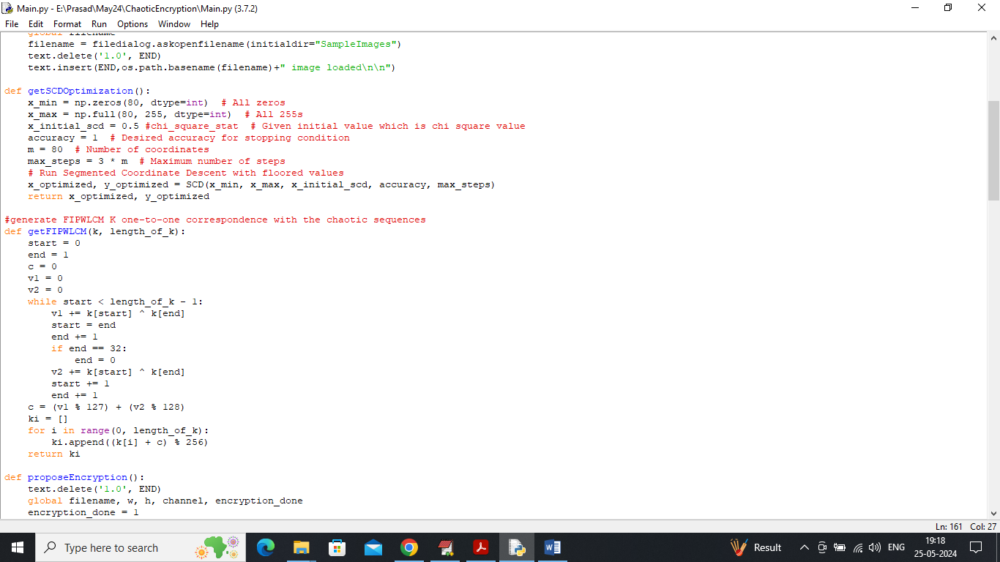 Main.py - E:\Prasad\May24\ChaoticEncryption\Main.py (3.7.2)
File Edit Format Run Options Window Help
global filename
    filename = filedialog.askopenfilename(initialdir="SampleImages")
    text.delete('1.0', END)
    text.insert(END,os.path.basename(filename)+" image loaded\n\n")

def getSCDOptimization():
    x_min = np.zeros(80, dtype=int)  # All zeros
    x_max = np.full(80, 255, dtype=int)  # All 255s
    x_initial_scd = 0.5 #chi_square_stat  # Given initial value which is chi square value
    accuracy = 1  # Desired accuracy for stopping condition
    m = 80  # Number of coordinates
    max_steps = 3 * m  # Maximum number of steps
    # Run Segmented Coordinate Descent with floored values
    x_optimized, y_optimized = SCD(x_min, x_max, x_initial_scd, accuracy, max_steps)
    return x_optimized, y_optimized

#generate FIPWLCM K one-to-one correspondence with the chaotic sequences
def getFIPWLCM(k, length_of_k):
    start = 0
    end = 1
    c = 0
    v1 = 0
    v2 = 0
    while start < length_of_k - 1:
        v1 += k[start] ^ k[end]
        start = end
        end += 1
        if end == 32:
            end = 0
        v2 += k[start] ^ k[end]
        start += 1
        end += 1
    c = (v1 % 127) + (v2 % 128)
    ki = []
    for i in range(0, length_of_k):
        ki.append((k[i] + c) % 256)
    return ki

def proposeEncryption():
    text.delete('1.0', END)
    global filename, w, h, channel, encryption_done
    encryption_done = 1
Ln: 161 Col: 27
Type here to search
Result
ENG
19:18
25-05-2024